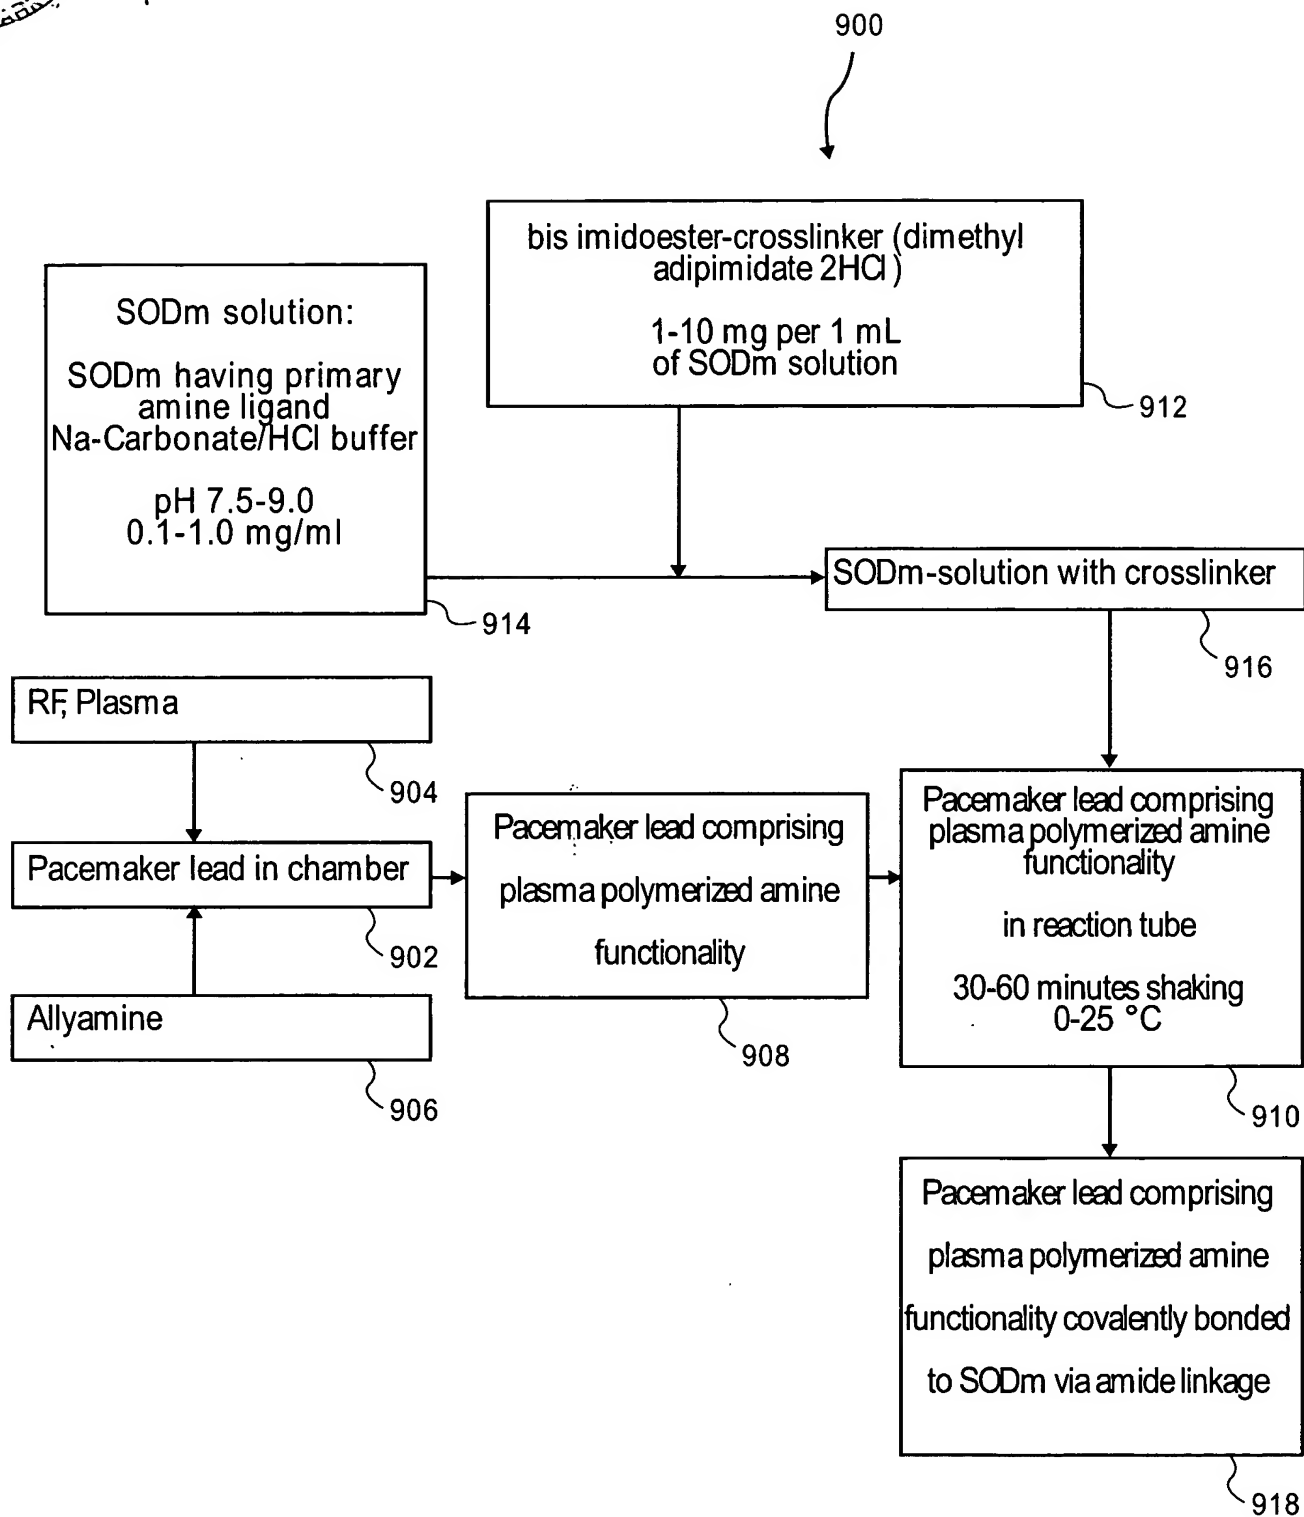 900
bis imidoester-crosslinker (dimethyl
adipimidate 2HCl)
1-10 mg per 1 mL
of SODm solution
912
SODm solution:
SODm having primary
amine ligand
Na-Carbonate/HCl buffer
pH 7.5-9.0
0.1-1.0 mg/ml
914
SODm-solution with crosslinker
916
RF, Plasma
904
Pacemaker lead in chamber
902
Allyamine
906
Pacemaker lead comprising
plasma polymerized amine
functionality
908
Pacemaker lead comprising
plasma polymerized amine
functionality
in reaction tube
30-60 minutes shaking
0-25 °C
910
Pacemaker lead comprising
plasma polymerized amine
functionality covalently bonded
to SODm via amide linkage
918